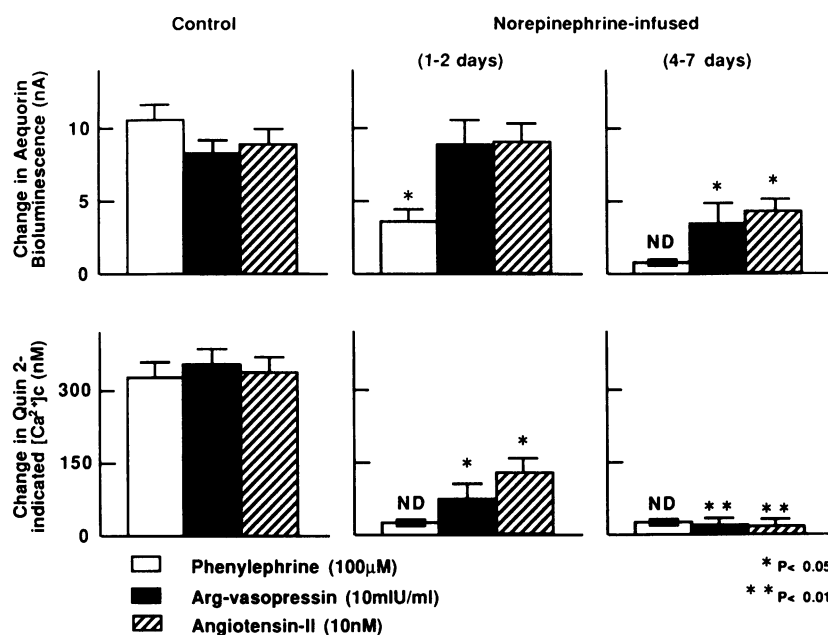 Control
Norepinephrine-infused
(1-2 days)
(4-7 days)
Change in Aequorin
Bioluminescence (nA)
10
5
0
*
ND
*
*
Change in Quin 2-
indicated [Ca²⁺]c (nM)
300
150
0
ND
*
*
ND
**
**
Phenylephrine (100µM)
Arg-vasopressin (10mIU/ml)
Angiotensin-II (10nM)
* P< 0.05
** P< 0.01